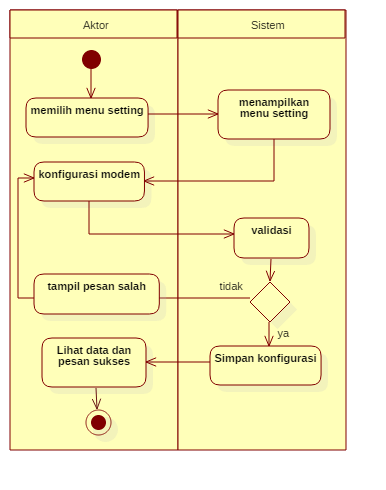 Aktor
Sistem
memilih menu setting
menampilkan
menu setting
konfigurasi modem
validasi
tidak
tampil pesan salah
ya
Lihat data dan
pesan sukses
Simpan konfigurasi